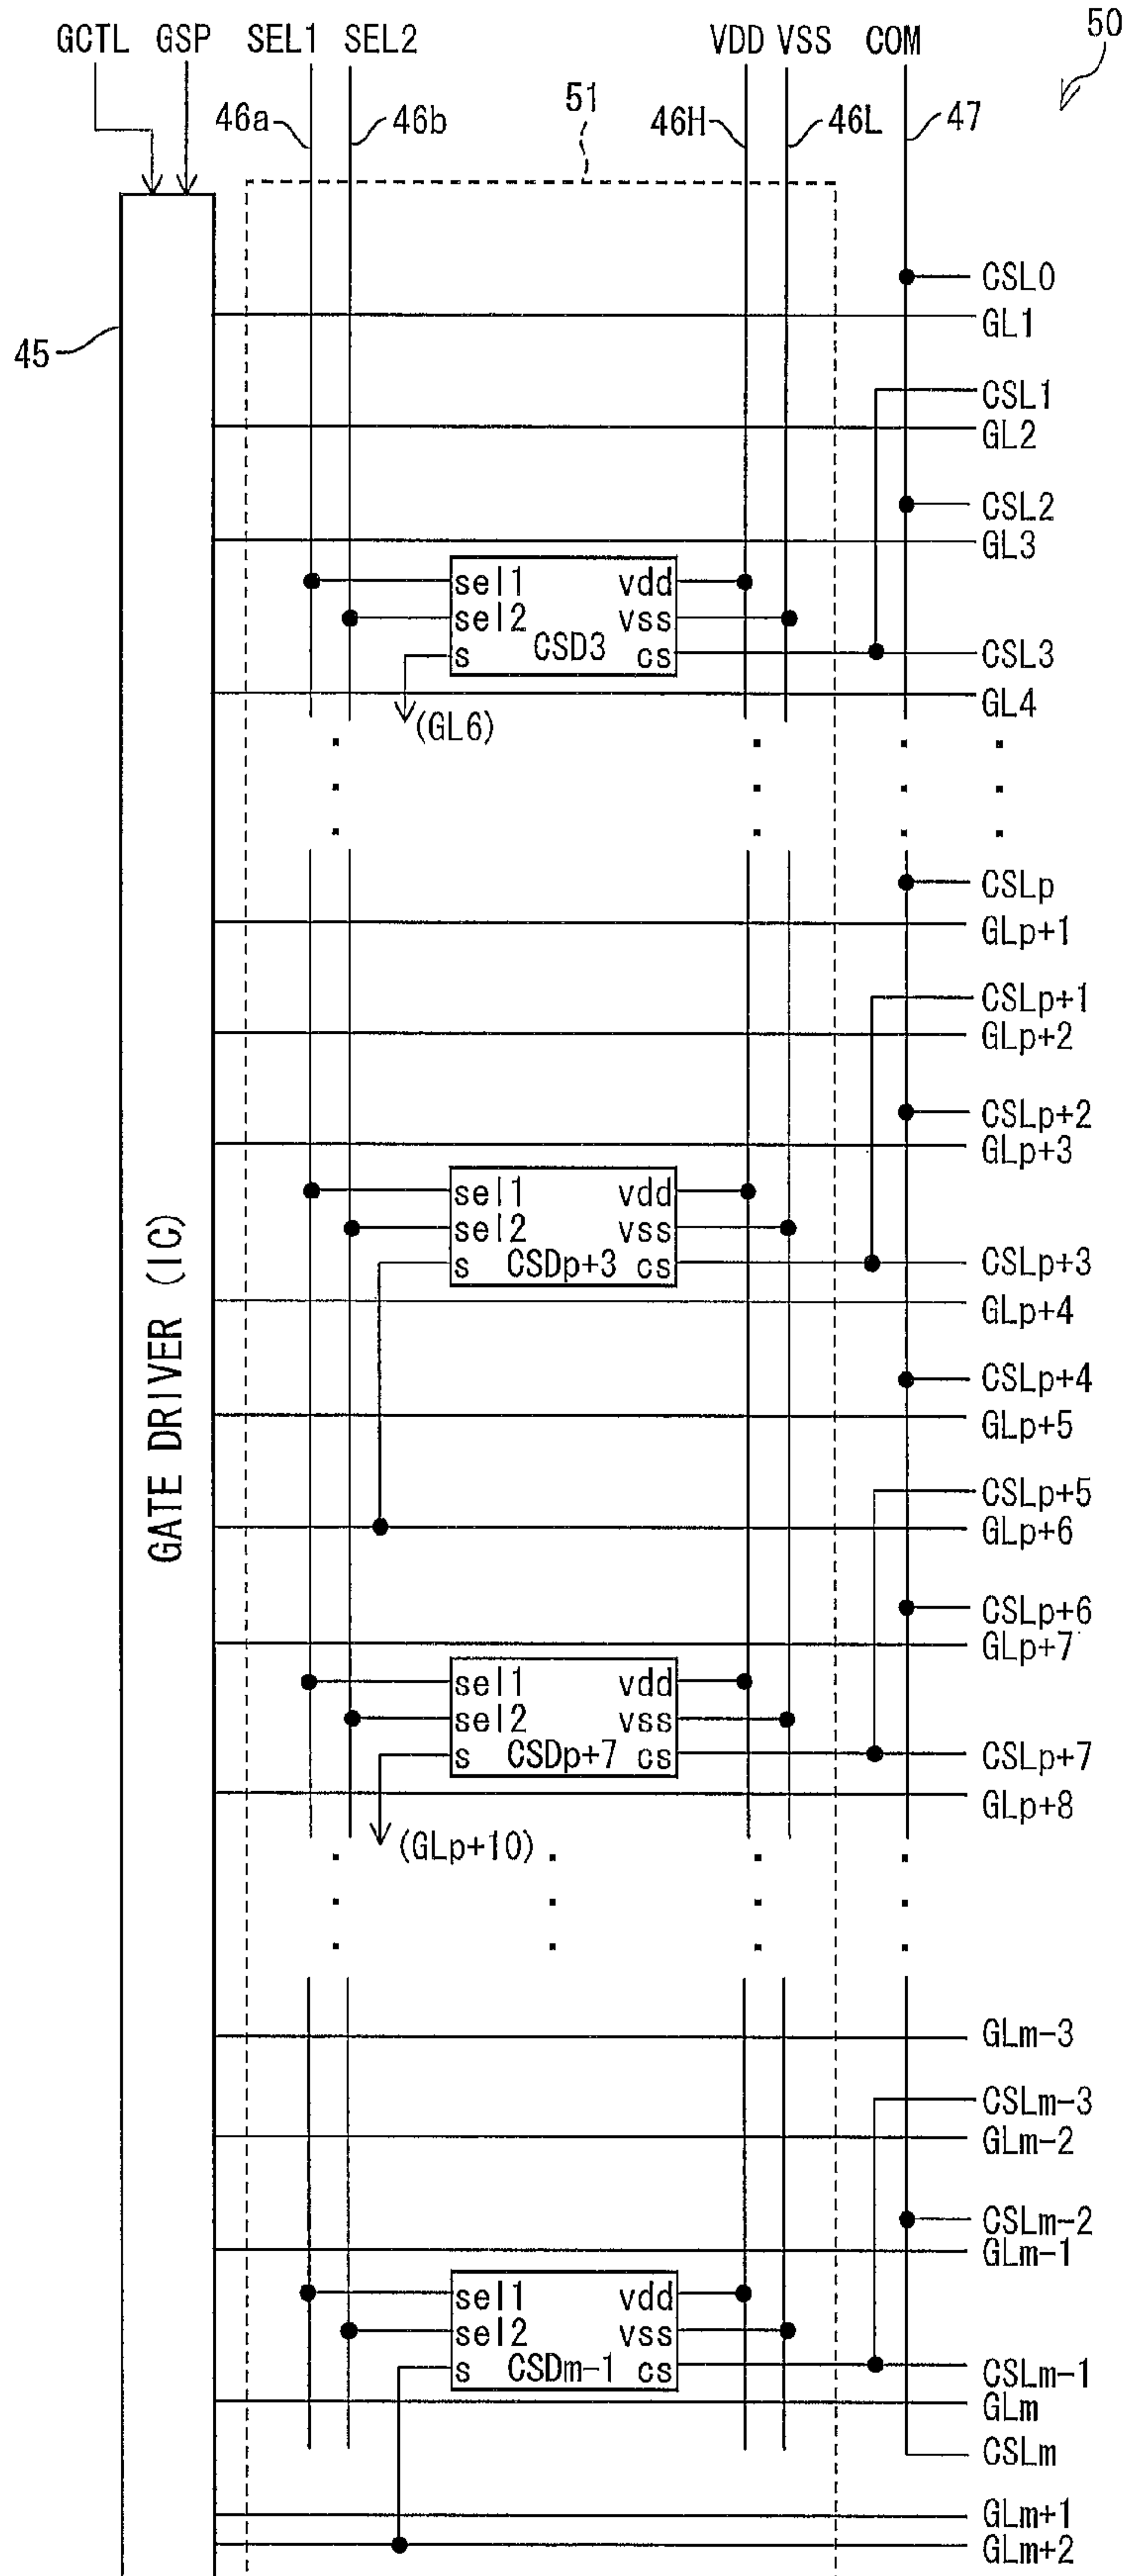 50
GCTL GSP SEL1 SEL2 VDD VSS COM
46a 46b 51 46H 46L 47
CSL0
GL1
45
CSL1
GL2
CSL2
GL3
sel1 vdd
sel2 vss
s CSD3 cs
CSL3
GL4
(GL6)
CSLp
GLp+1
CSLp+1
GLp+2
CSLp+2
GLp+3
sel1 vdd
sel2 vss
s CSDp+3 cs
CSLp+3
GLp+4
GATE DRIVER (IC)
CSLp+4
GLp+5
CSLp+5
GLp+6
CSLp+6
GLp+7
sel1 vdd
sel2 vss
s CSDp+7 cs
CSLp+7
GLp+8
(GLp+10)
GLm-3
CSLm-3
GLm-2
CSLm-2
GLm-1
sel1 vdd
sel2 vss
s CSDm-1 cs
CSLm-1
GLm
CSLm
GLm+1
GLm+2